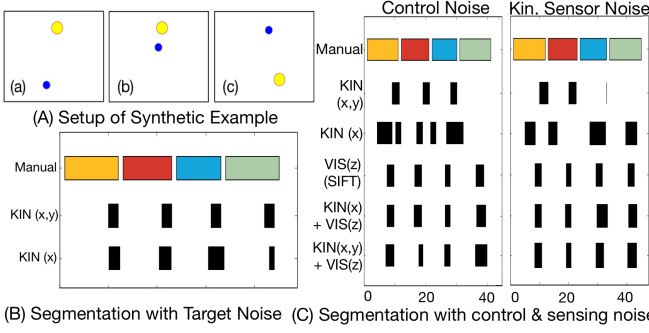 (a)
(b)
(c)
(A) Setup of Synthetic Example
Manual
KIN (x,y)
KIN (x)
(B) Segmentation with Target Noise
Control Noise
Kin. Sensor Noise
Manual
KIN
(x,y)
KIN (x)
VIS(z)
(SIFT)
KIN(x)
+ VIS(z)
KIN(x,y)
+ VIS(z)
0 20 40
0 20 40
(C) Segmentation with control & sensing noise